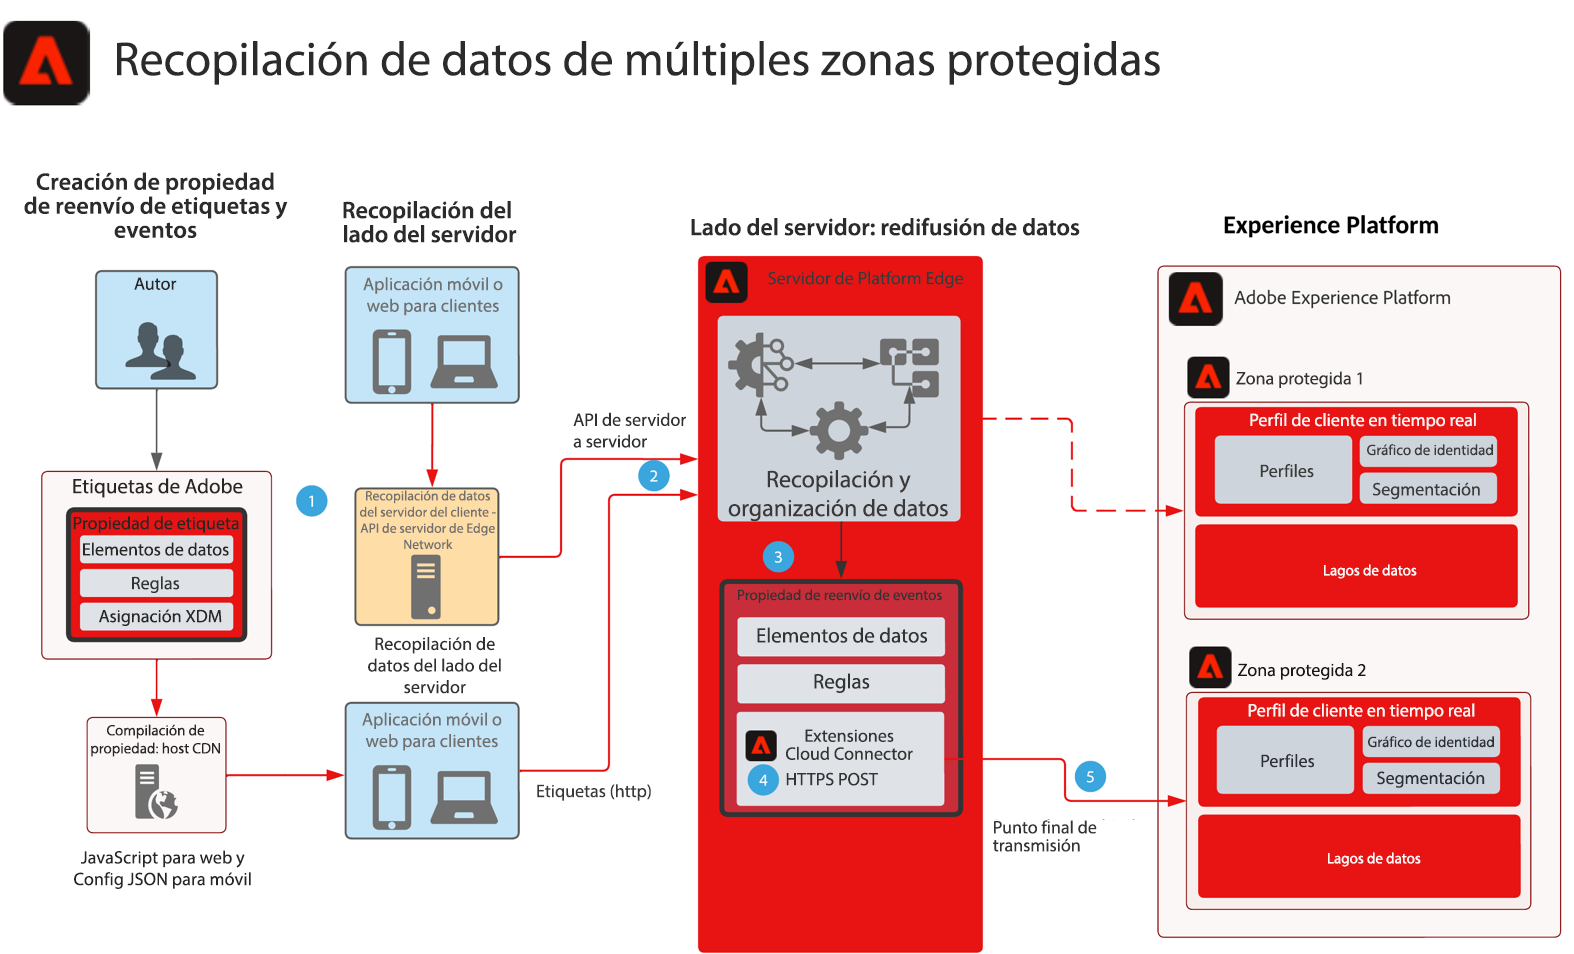 Recopilación de datos de múltiples zonas protegidas
Creación de propiedad
de reenvío de etiquetas y
eventos
Autor
Etiquetas de Adobe
Propiedad de etiqueta
Elementos de datos
Reglas
Asignación XDM
Compilación de
propiedad: host CDN
JavaScript para web y
Config JSON para móvil
1
Recopilación del
lado del servidor
Aplicación móvil o
web para clientes
Recopilación de datos
del servidor del cliente -
API de servidor de Edge
Network
Recopilación de
datos del lado del
servidor
Aplicación móvil o
web para clientes
API de servidor
a servidor
2
Etiquetas (http)
Lado del servidor: redifusión de datos
Servidor de Platform Edge
Recopilación y
organización de datos
3
Propiedad de reenvío de eventos
Elementos de datos
Reglas
Extensiones
Cloud Connector
4 HTTPS POST
5
Punto final de
transmisión
Experience Platform
Adobe Experience Platform
Zona protegida 1
Perfil de cliente en tiempo real
Perfiles
Gráfico de identidad
Segmentación
Lagos de datos
Zona protegida 2
Perfil de cliente en tiempo real
Perfiles
Gráfico de identidad
Segmentación
Lagos de datos